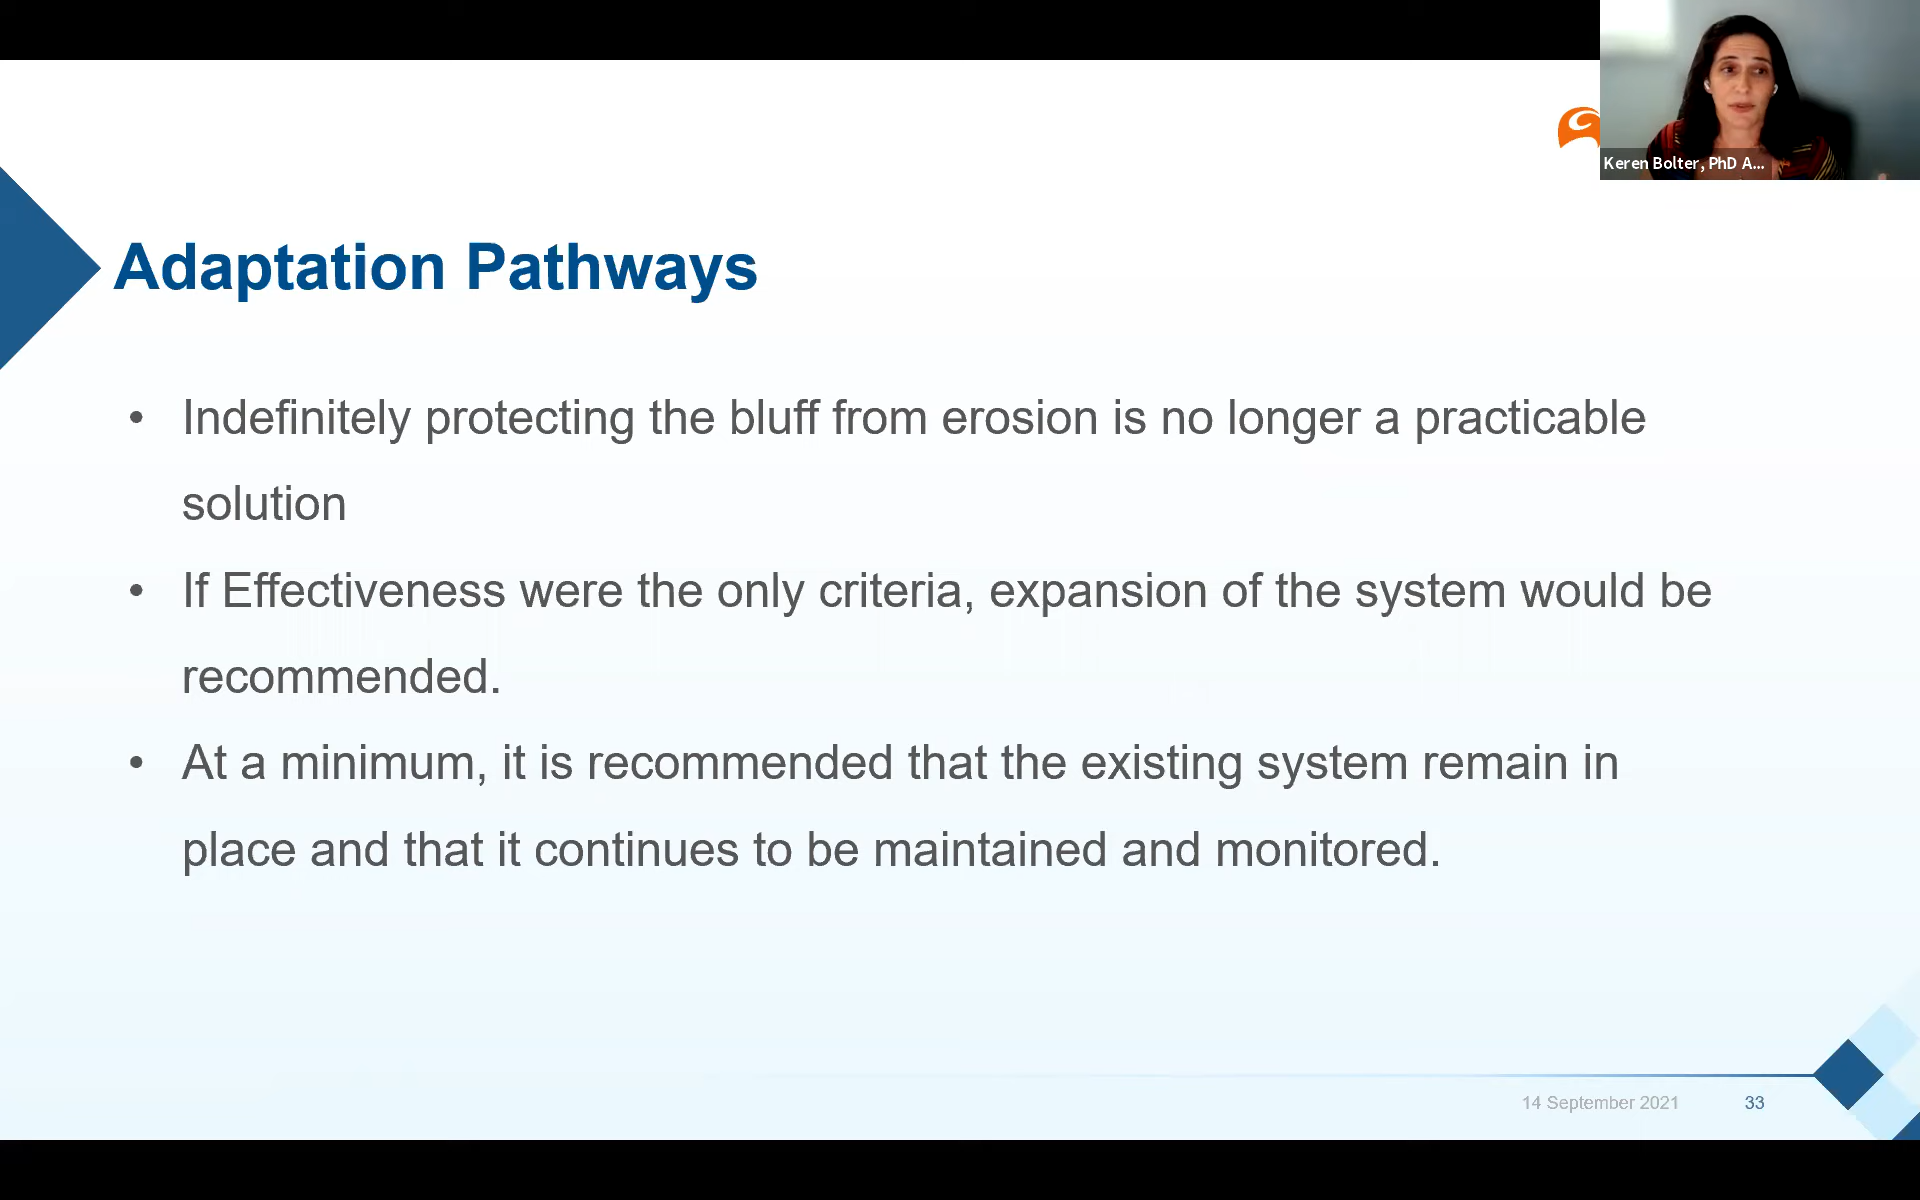 Keren Bolter, PhD A...
Adaptation Pathways
• Indefinitely protecting the bluff from erosion is no longer a practicable
solution
• If Effectiveness were the only criteria, expansion of the system would be
recommended.
• At a minimum, it is recommended that the existing system remain in
place and that it continues to be maintained and monitored.
14 September 2021 33